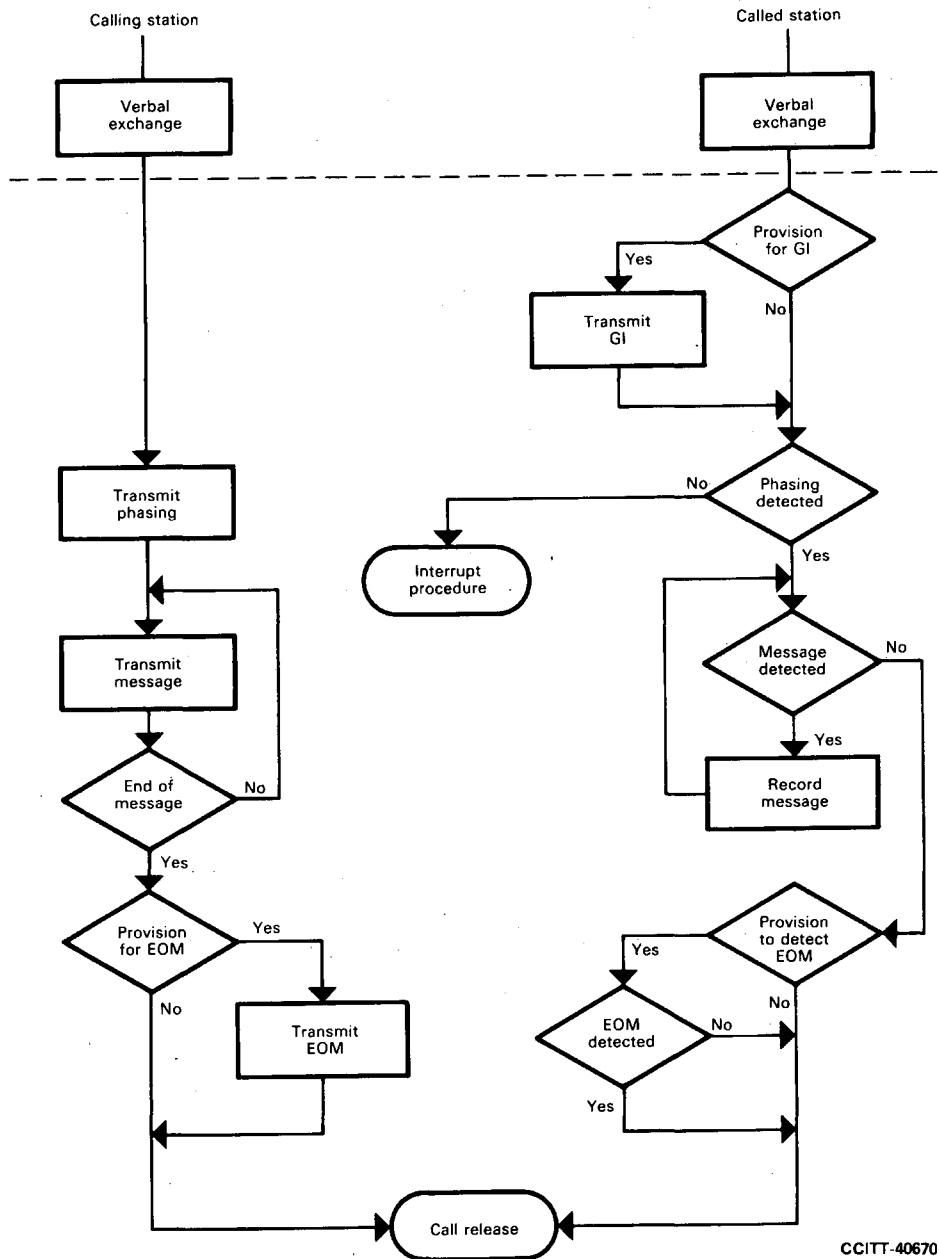 Calling station
Called station
Verbal
exchange
Verbal
exchange
Provision
for GI
Yes
No
Transmit
GI
Transmit
phasing
No
Phasing
detected
Yes
Interrupt
procedure
Transmit
message
Message
detected
No
Yes
End of
message
No
Record
message
Yes
Provision
for EOM
Yes
Provision
to detect
EOM
Yes
No
No
Transmit
EOM
EOM
detected
No
Yes
Call release
CCITT-40670